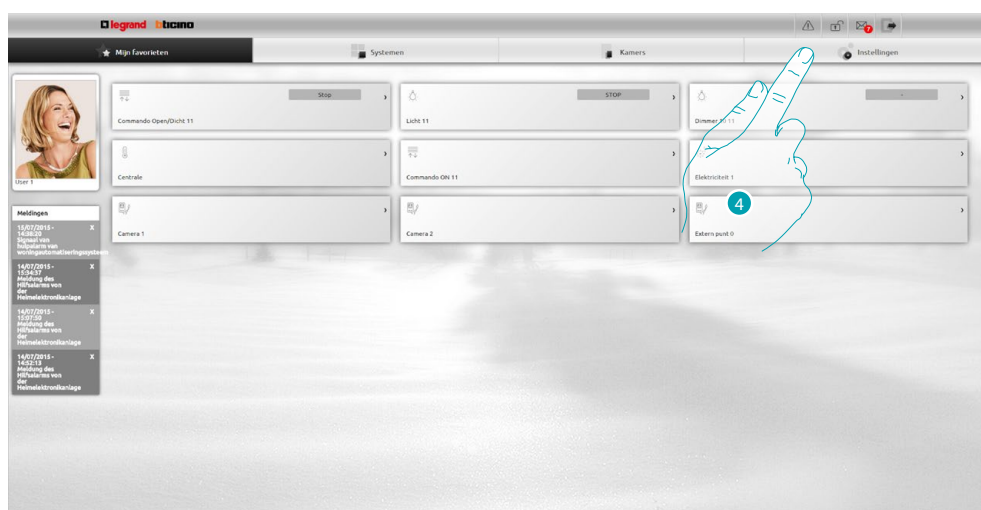 legrand bticino
7
Mijn favorieten
Systemen
Kamers
Instellingen
User 1
Stop
Commando Open/Dicht 11
STOP
Licht 11
-
Dimmer 10 11
Centrale
Commando ON 11
Elektriciteit 1
Camera 1
Camera 2
Extern punt 0
4
Meldingen
15/07/2015 - X
14:38:20
Signaal van
hulpalarm van
woningautomatiseringssysteem
14/07/2015 - X
15:34:37
Meldung des
Hilfsalarms von
der
Heimelektronikanlage
14/07/2015 - X
15:07:50
Meldung des
Hilfsalarms von
der
Heimelektronikanlage
14/07/2015 - X
14:52:13
Meldung des
Hilfsalarms von
der
Heimelektronikanlage